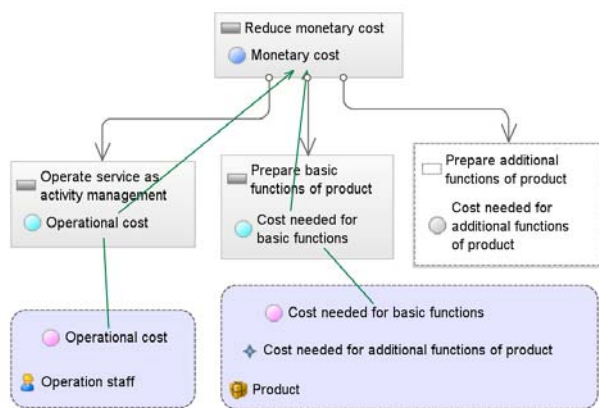 Reduce monetary cost
Monetary cost
Operate service as
activity management
Operational cost
Prepare basic
functions of product
Cost needed for
basic functions
Prepare additional
functions of product
Cost needed for
additional functions
of product
Operational cost
Operation staff
Cost needed for basic functions
Cost needed for additional functions of product
Product